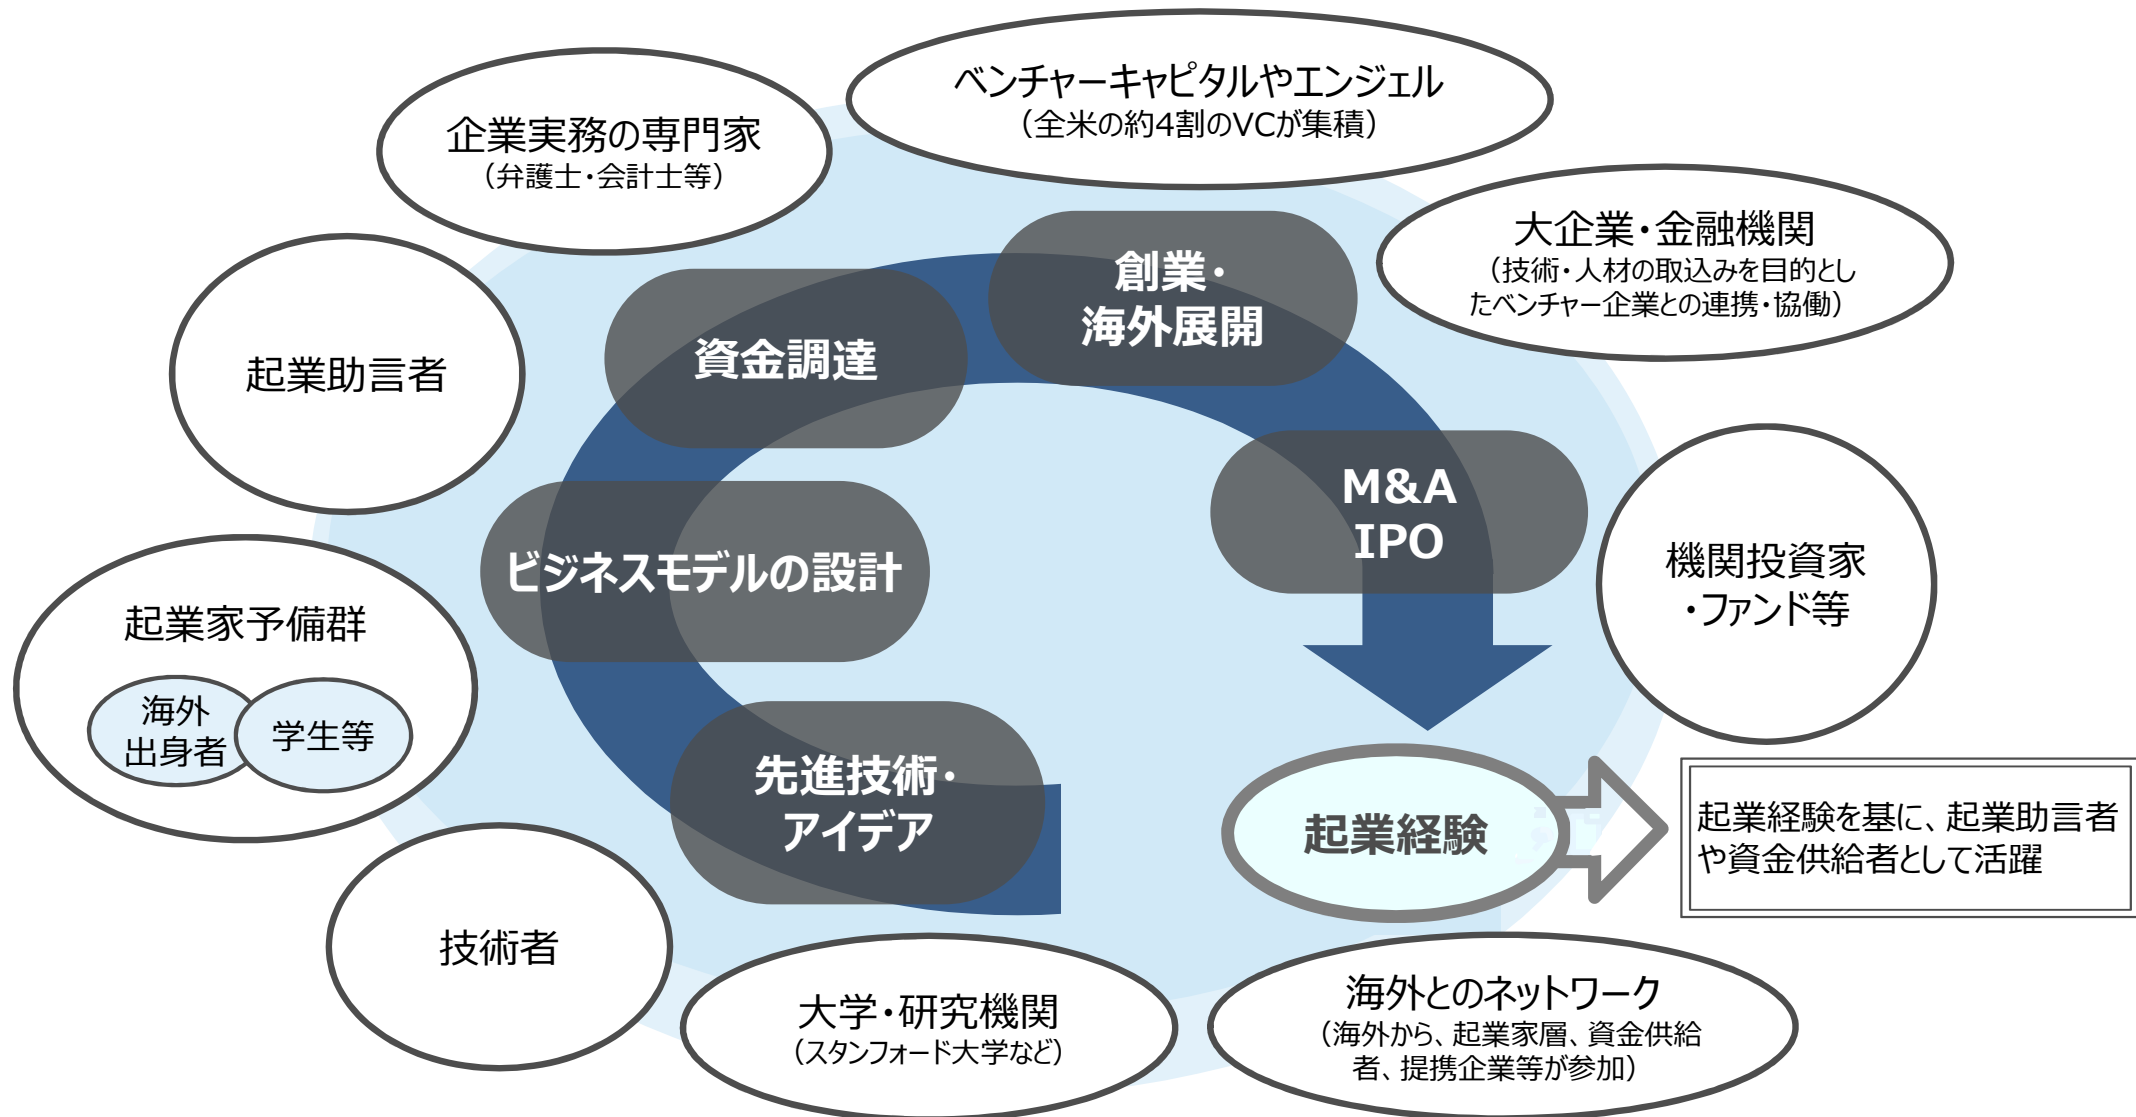 ベンチャーキャピタルやエンジェル
（全米の約4割のVCが集積）
企業実務の専門家
（弁護士・会計士等）
大企業・金融機関
（技術・人材の取込みを目的とし
たベンチャー企業との連携・協働）
創業・
海外展開
資金調達
起業助言者
M&A
IPO
ビジネスモデルの設計
機関投資家
・ファンド等
起業家予備群
海外
出身者
学生等
先進技術・
アイデア
起業経験
起業経験を基に、起業助言者
や資金供給者として活躍
技術者
大学・研究機関
（スタンフォード大学など）
海外とのネットワーク
（海外から、起業家層、資金供給
者、提携企業等が参加）